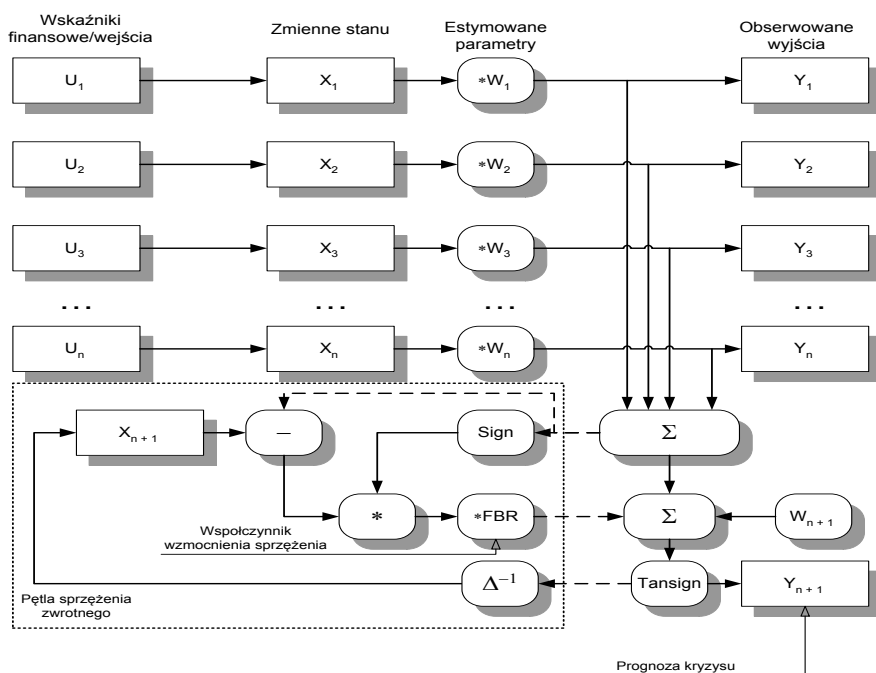 Wskaźniki
finansowe/wejścia
Zmienne stanu
Estymowane
parametry
Obserwowane
wyjścia
U1 X1 *W1 Y1
U2 X2 *W2 Y2
U3 X3 *W3 Y3
... ... ... ...
Un Xn *Wn Yn
Xn + 1 − Sign Σ
* *FBR Σ Wn + 1
Wspołczynnik
wzmocnienia sprzężenia
Δ−1 Tansign Yn + 1
Pętla sprzężenia
zwrotnego
Prognoza kryzysu